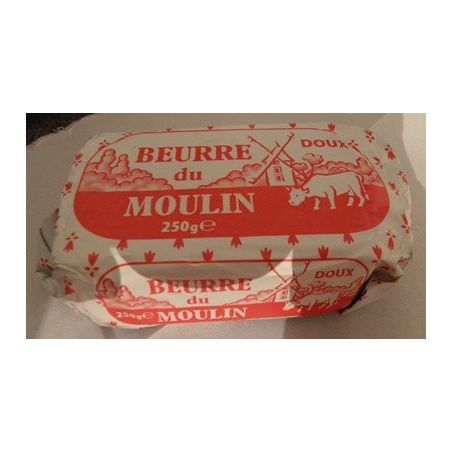 BEURRE
DOUX
du
MOULIN
250g℮
BEURRE
DOUX
du
250g℮ MOULIN